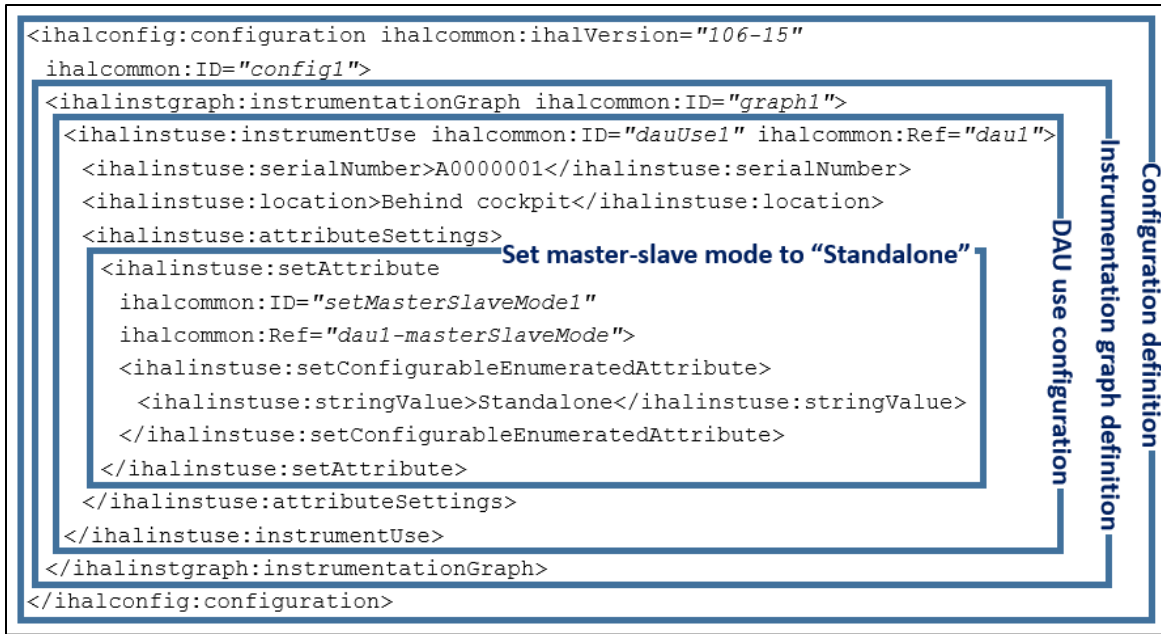 <ihalconfig:configuration ihalcommon:ihalVersion="106-15"
ihalcommon:ID="config1">
<ihalinstgraph:instrumentationGraph ihalcommon:ID="graph1">
<ihalinstuse:instrumentUse ihalcommon:ID="dauUse1" ihalcommon:Ref="dau1">
<ihalinstuse:serialNumber>A0000001</ihalinstuse:serialNumber>
<ihalinstuse:location>Behind cockpit</ihalinstuse:location>
<ihalinstuse:attributeSettings>
Set master-slave mode to “Standalone”
<ihalinstuse:setAttribute
ihalcommon:ID="setMasterSlaveMode1"
ihalcommon:Ref="dau1-masterSlaveMode">
<ihalinstuse:setConfigurableEnumeratedAttribute>
<ihalinstuse:stringValue>Standalone</ihalinstuse:stringValue>
</ihalinstuse:setConfigurableEnumeratedAttribute>
</ihalinstuse:setAttribute>
</ihalinstuse:attributeSettings>
</ihalinstuse:instrumentUse>
</ihalinstgraph:instrumentationGraph>
</ihalconfig:configuration>
DAU use configuration
Instrumentation graph definition
Configuration definition